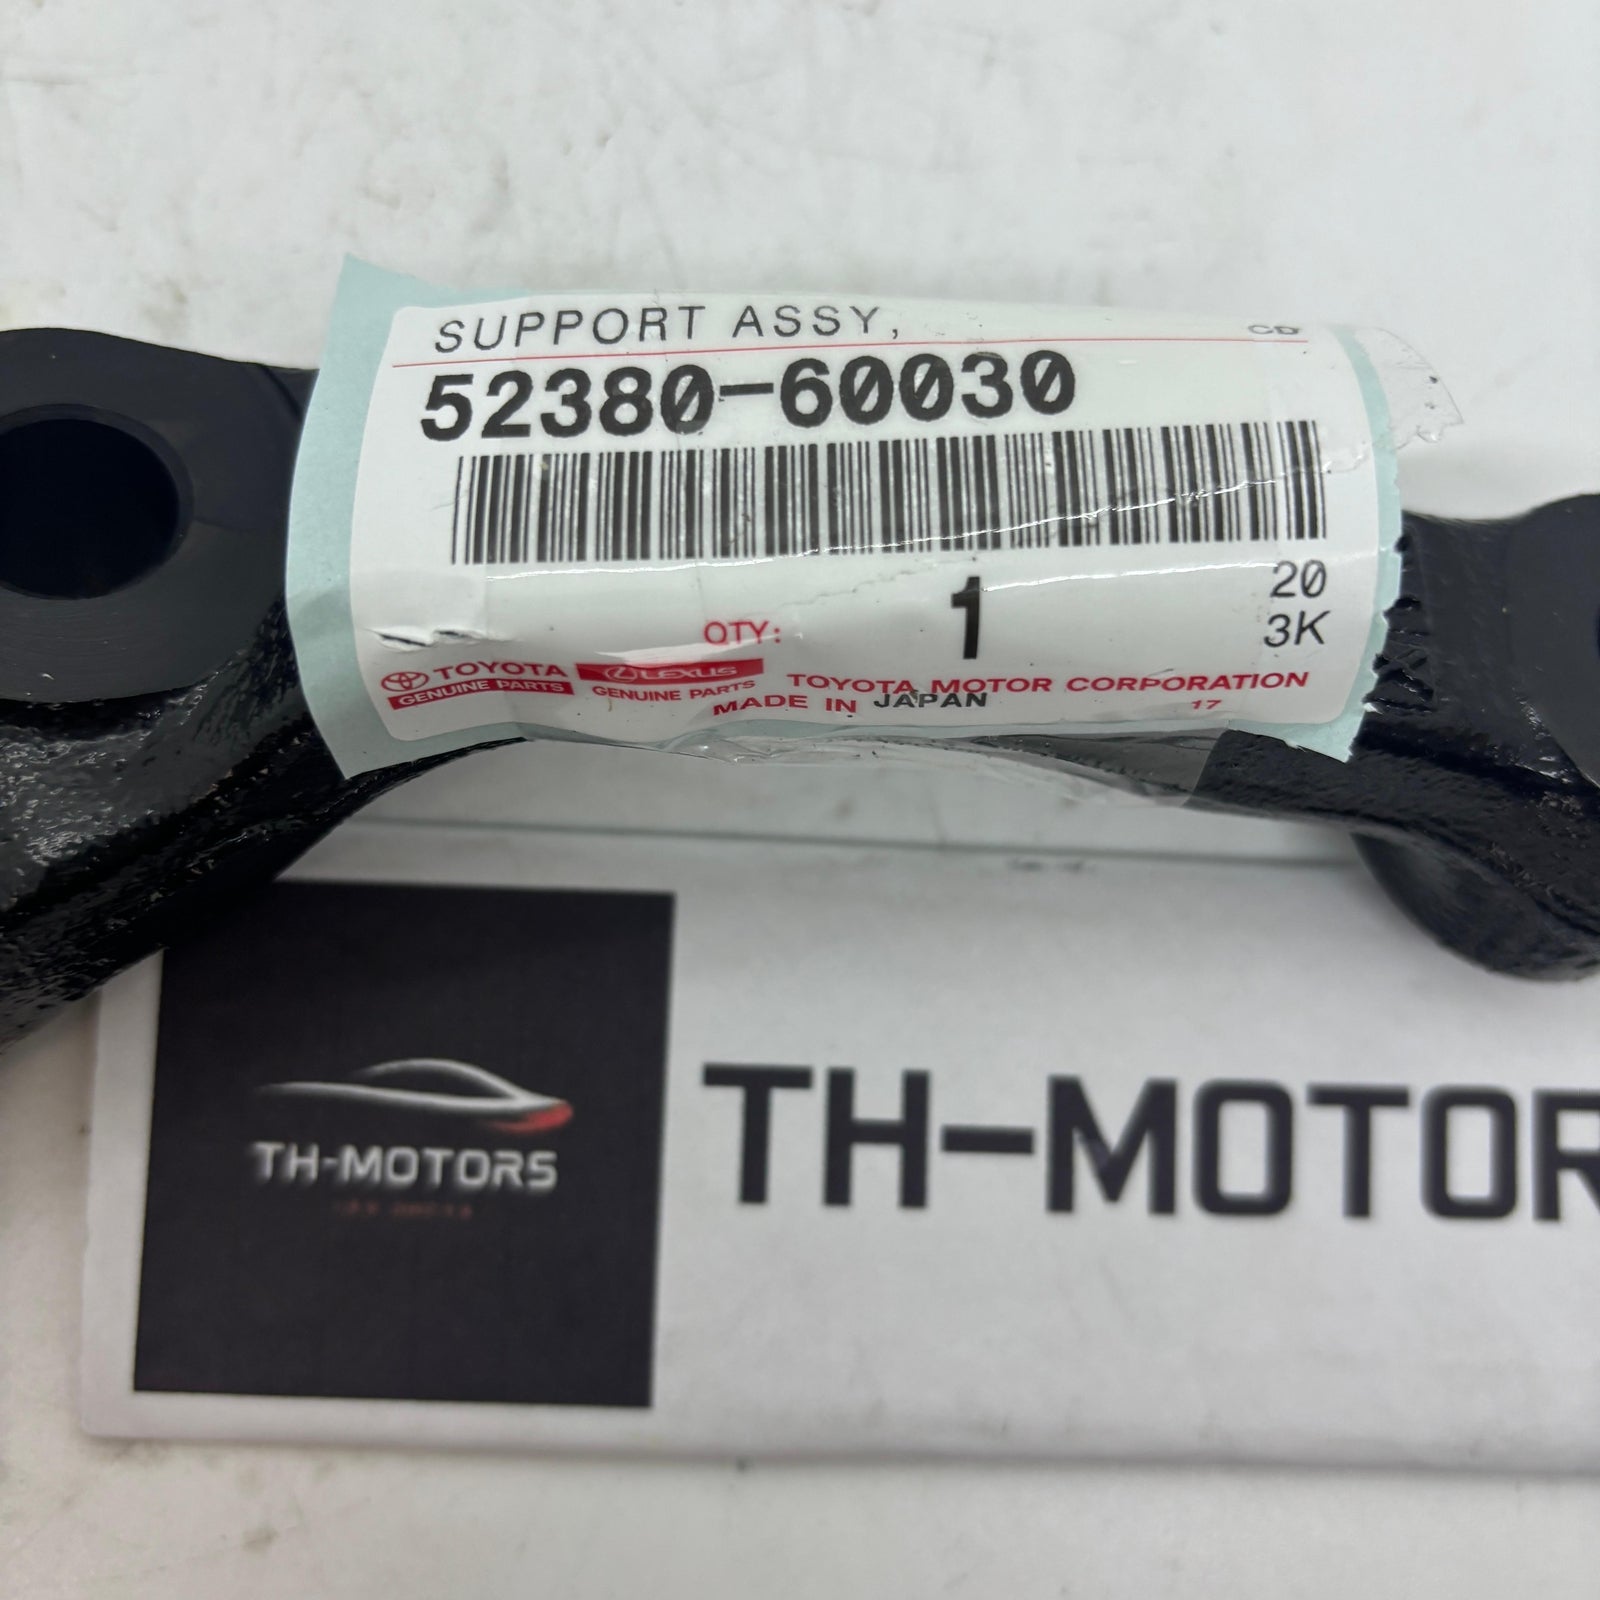 SUPPORT ASSY,
CD
52380-60030
QTY: 1
20
3K
TOYOTA
GENUINE PARTS
LEXUS
GENUINE PARTS
TOYOTA MOTOR CORPORATION
MADE IN JAPAN
17
TH-MOTORS
TH-MOTOR